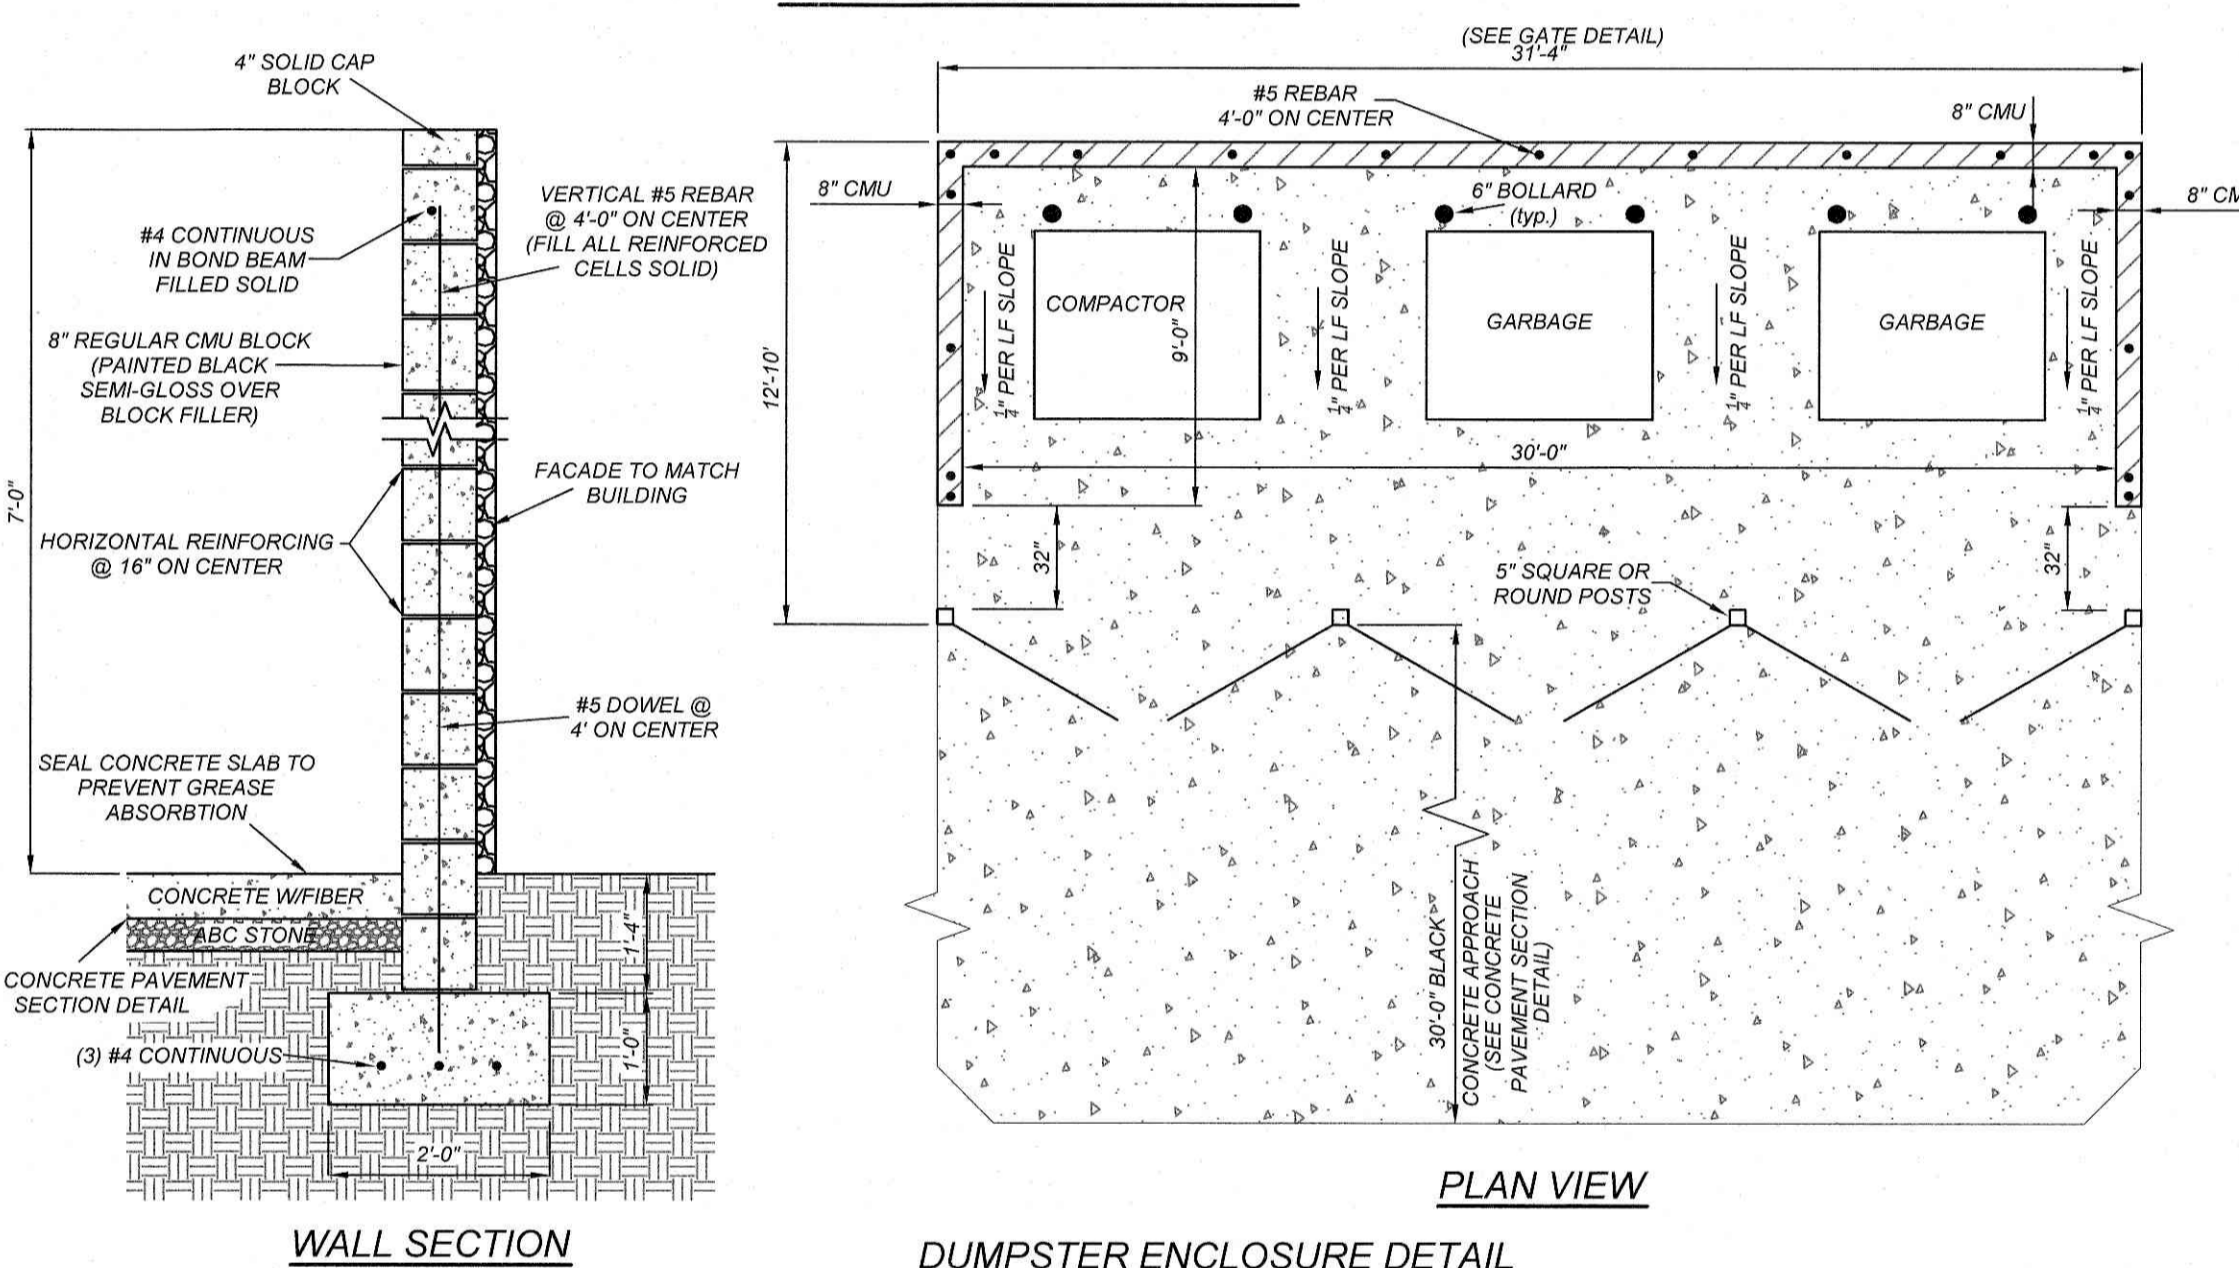 4" SOLID CAP
BLOCK
#4 CONTINUOUS
IN BOND BEAM
FILLED SOLID
VERTICAL #5 REBAR
@ 4'-0" ON CENTER
(FILL ALL REINFORCED
CELLS SOLID)
8" REGULAR CMU BLOCK
(PAINTED BLACK
SEMI-GLOSS OVER
BLOCK FILLER)
7'-0"
FACADE TO MATCH
BUILDING
HORIZONTAL REINFORCING
@ 16" ON CENTER
#5 DOWEL @
4' ON CENTER
SEAL CONCRETE SLAB TO
PREVENT GREASE
ABSORBTION
CONCRETE W/FIBER
ABC STONE
CONCRETE PAVEMENT
SECTION DETAIL
(3) #4 CONTINUOUS
1'-4"
1'-0"
2'-0"
WALL SECTION
(SEE GATE DETAIL)
31'-4"
#5 REBAR
4'-0" ON CENTER
8" CMU
8" CMU
8" CM
6" BOLLARD
(typ.)
1/4" PER LF SLOPE
COMPACTOR
9'-0"
1/4" PER LF SLOPE
GARBAGE
1/4" PER LF SLOPE
GARBAGE
1/4" PER LF SLOPE
12'-10'
30'-0"
32"
32"
5" SQUARE OR
ROUND POSTS
30'-0" BLACK
CONCRETE APPROACH
(SEE CONCRETE
PAVEMENT SECTION
DETAIL)
PLAN VIEW
DUMPSTER ENCLOSURE DETAIL